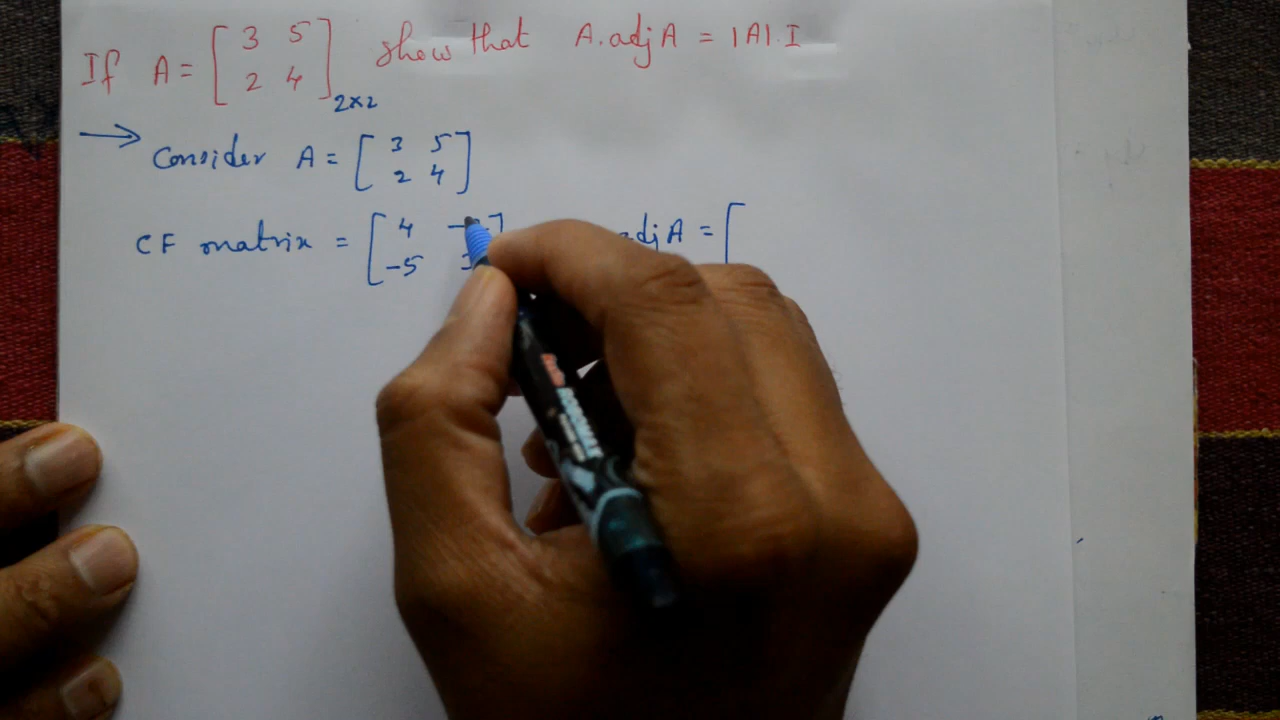 If A = [ 3 5
2 4 ] 2×2 show that A.adjA = |A|.I
→ Consider A = [ 3 5
2 4 ]
CF matrix = [ 4 –
-5 ] adjA = [